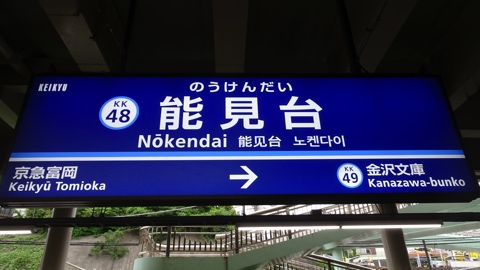 KEIKYU
のうけんだい
KK
48
能見台
Nōkendai 能见台 노켄다이
京急富岡
Keikyū Tomioka
→
KK
49
金沢文庫
Kanazawa-bunko